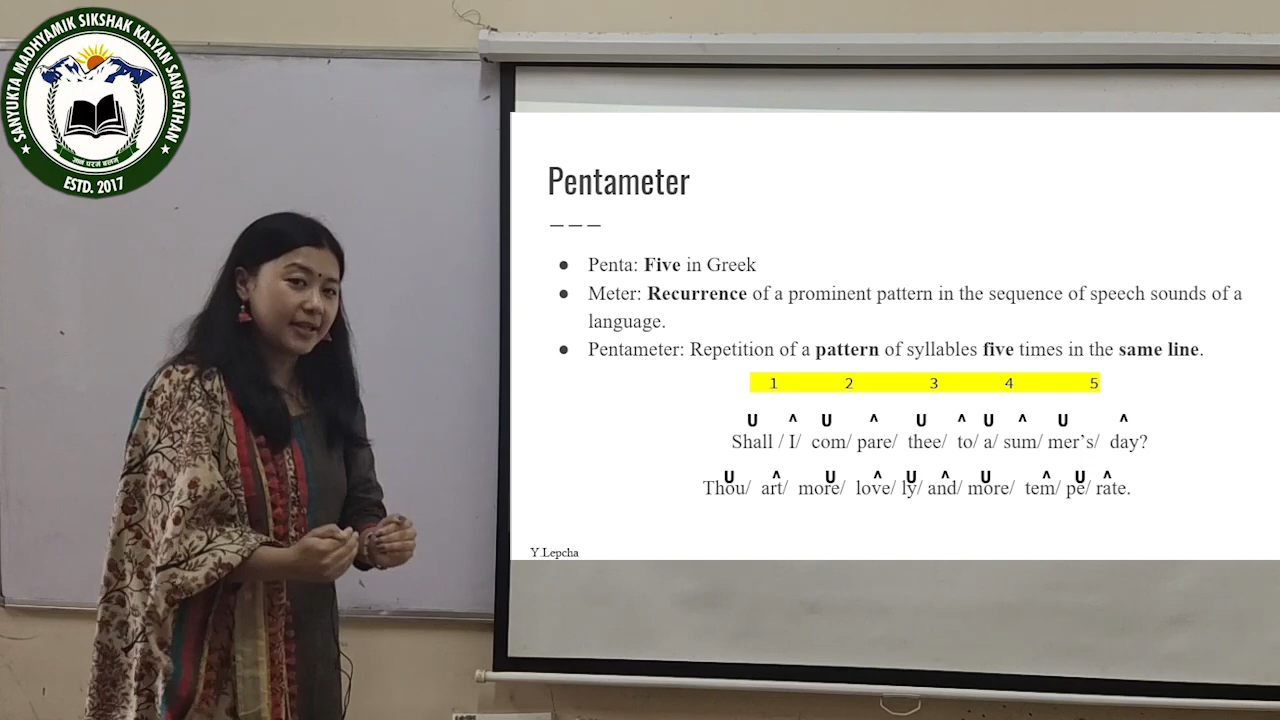 SANYUKTA MADHYAMIK SIKSHAK KALYAN SANGATHAN
ESTD. 2017
Pentameter
– – –
● Penta: Five in Greek
● Meter: Recurrence of a prominent pattern in the sequence of speech sounds of a
language.
● Pentameter: Repetition of a pattern of syllables five times in the same line.
1 2 3 4 5
U ^ U ^ U ^ U ^ U ^
Shall / I/ com/ pare/ thee/ to/ a/ sum/ mer’s/ day?
U ^ U ^ U ^ U ^ U ^
Thou/ art/ more/ love/ ly/ and/ more/ tem/ pe/ rate.
Y.Lepcha